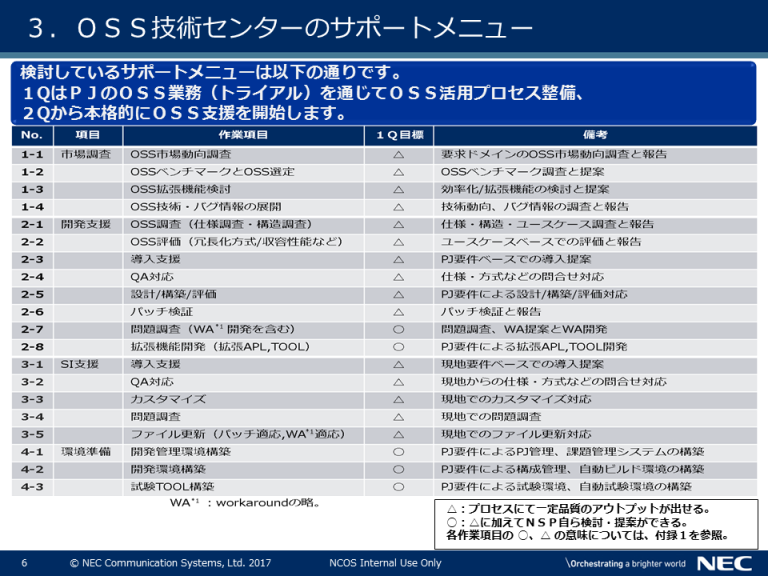 ３．ＯＳＳ技術センターのサポートメニュー
検討しているサポートメニューは以下の通りです。
１QはＰＪのＯＳＳ業務（トライアル）を通じてＯＳＳ活用プロセス整備、
２Qから本格的にＯＳＳ支援を開始します。
No. 項目 作業項目 １Ｑ目標 備考
1-1 市場調査 OSS市場動向調査 △ 要求ドメインのOSS市場動向調査と報告
1-2 OSSベンチマークとOSS選定 △ OSSベンチマーク調査と提案
1-3 OSS拡張機能検討 △ 効率化/拡張機能の検討と提案
1-4 OSS技術・バグ情報の展開 △ 技術動向、バグ情報の調査と報告
2-1 開発支援 OSS調査（仕様調査・構造調査） △ 仕様・構造・ユースケース調査と報告
2-2 OSS評価（冗長化方式/収容性能など） △ ユースケースベースでの評価と報告
2-3 導入支援 △ PJ要件ベースでの導入提案
2-4 QA対応 △ 仕様・方式などの問合せ対応
2-5 設計/構築/評価 △ PJ要件による設計/構築/評価対応
2-6 パッチ検証 △ パッチ検証と報告
2-7 問題調査（WA*1 開発を含む） ○ 問題調査、WA提案とWA開発
2-8 拡張機能開発（拡張APL,TOOL） ○ PJ要件による拡張APL,TOOL開発
3-1 SI支援 導入支援 △ 現地要件ベースでの導入提案
3-2 QA対応 △ 現地からの仕様・方式などの問合せ対応
3-3 カスタマイズ △ 現地でのカスタマイズ対応
3-4 問題調査 △ 現地での問題調査
3-5 ファイル更新（パッチ適応,WA*1適応） △ 現地でのファイル更新対応
4-1 環境準備 開発管理環境構築 ○ PJ要件によるPJ管理、課題管理システムの構築
4-2 開発環境構築 ○ PJ要件による構成管理、自動ビルド環境の構築
4-3 試験TOOL構築 ○ PJ要件による試験環境、自動試験環境の構築
WA*1 ：workaroundの略。
△：プロセスにて一定品質のアウトプットが出せる。
○：△に加えてＮＳＰ自ら検討・提案ができる。
各作業項目の ○、△ の意味については、付録１を参照。
6 © NEC Communication Systems, Ltd. 2017 NCOS Internal Use Only \Orchestrating a brighter world NEC